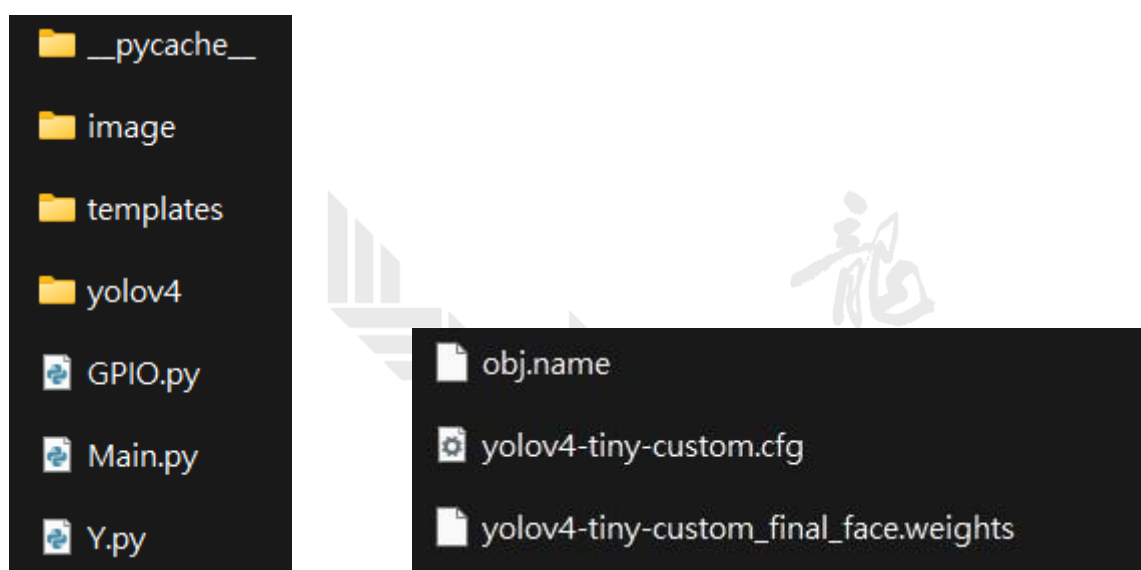 __pycache__
image
templates
yolov4
GPIO.py
Main.py
Y.py
龍
obj.name
yolov4-tiny-custom.cfg
yolov4-tiny-custom_final_face.weights